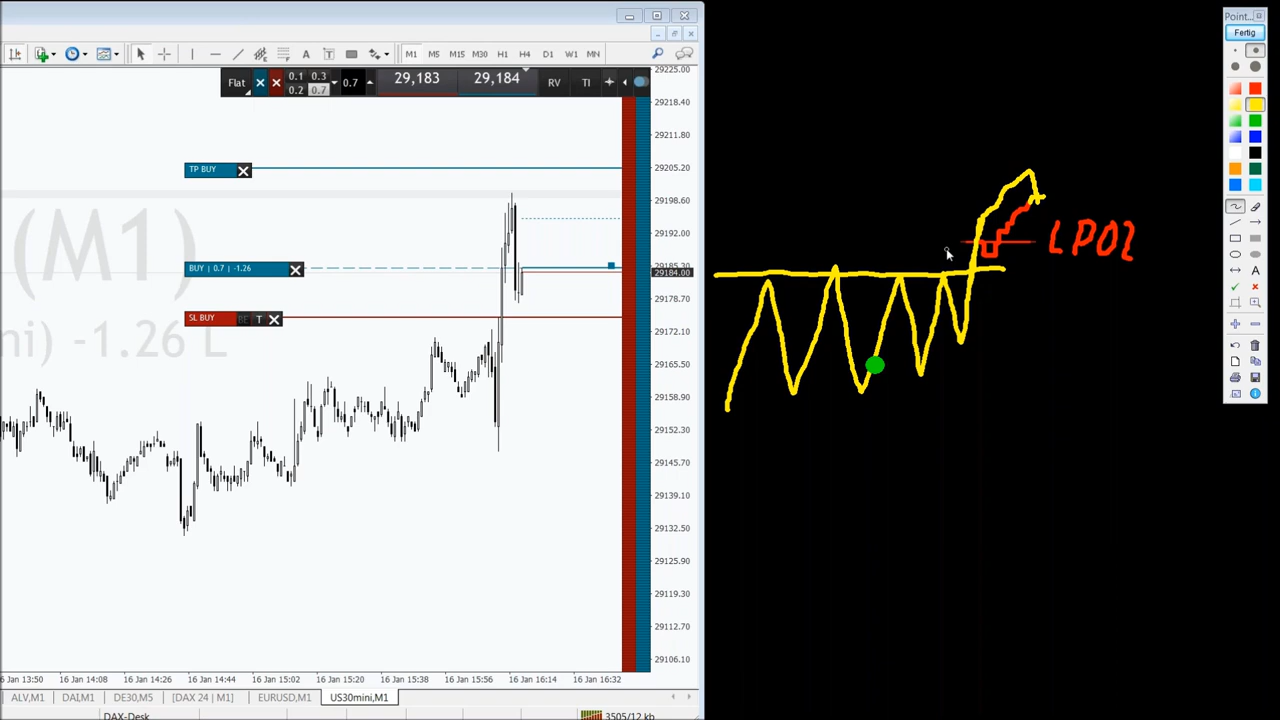 Point...
Fertig
M1 M5 M15 M30 H1 H4 D1 W1 MN
Flat 0.1 0.3 0.2 0.7 0.7 29,183 29,184 RV TI
29225.00
29218.40
29211.80
TP BUY
29205.20
29198.60
29192.00
(M1)
BUY | 0.7 | -1.26
29185.30
29184.00
29178.70
SL BUY BE T
29172.10
ni) -1.26 L
29165.50
29158.90
29152.30
29145.70
29139.10
29132.50
29125.90
29119.30
29112.70
29106.10
LPOL
6 Jan 13:50 16 Jan 14:08 16 Jan 14:26 16 Jan 14:44 16 Jan 15:02 16 Jan 15:20 16 Jan 15:38 16 Jan 15:56 16 Jan 16:14 16 Jan 16:32
ALV,M1 DAI,M1 DE30,M5 [DAX 24 | M1] EURUSD,M1 US30mini,M1
DAX-Desk 3505/12 kb